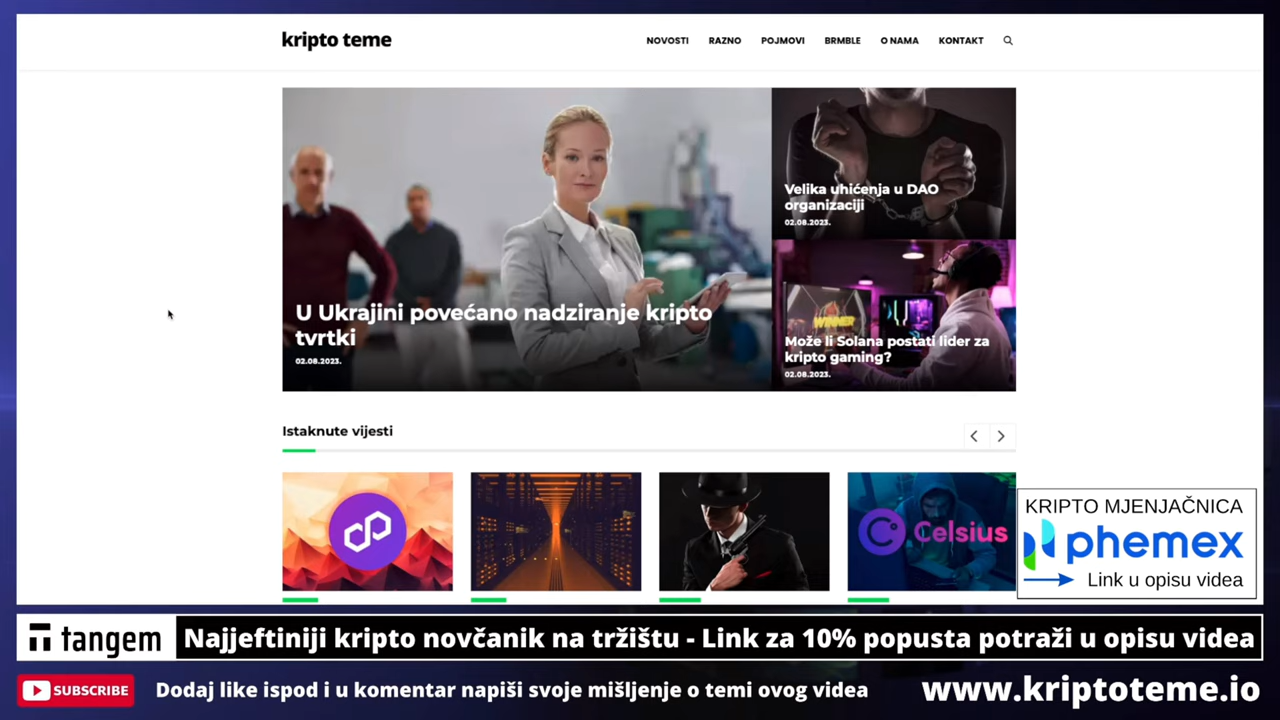 kripto teme
NOVOSTI RAZNO POJMOVI BRMBLE O NAMA KONTAKT
Velika uhićenja u DAO
organizaciji
02.08.2023.
U Ukrajini povećano nadziranje kripto
tvrtki
02.08.2023.
WINNER
Može li Solana postati lider za
kripto gaming?
02.08.2023.
Istaknute vijesti
Celsius
KRIPTO MJENJAČNICA
phemex
Link u opisu videa
tangem
Najjeftiniji kripto novčanik na tržištu - Link za 10% popusta potraži u opisu videa
SUBSCRIBE
Dodaj like ispod i u komentar napiši svoje mišljenje o temi ovog videa
www.kriptoteme.io